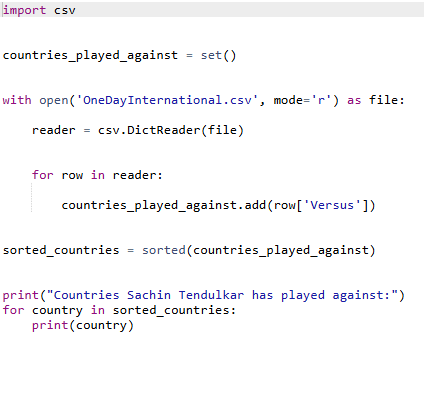 import csv
countries_played_against = set()
with open('OneDayInternational.csv', mode='r') as file:
    reader = csv.DictReader(file)
    for row in reader:
        countries_played_against.add(row['Versus'])
sorted_countries = sorted(countries_played_against)
print("Countries Sachin Tendulkar has played against:")
for country in sorted_countries:
    print(country)